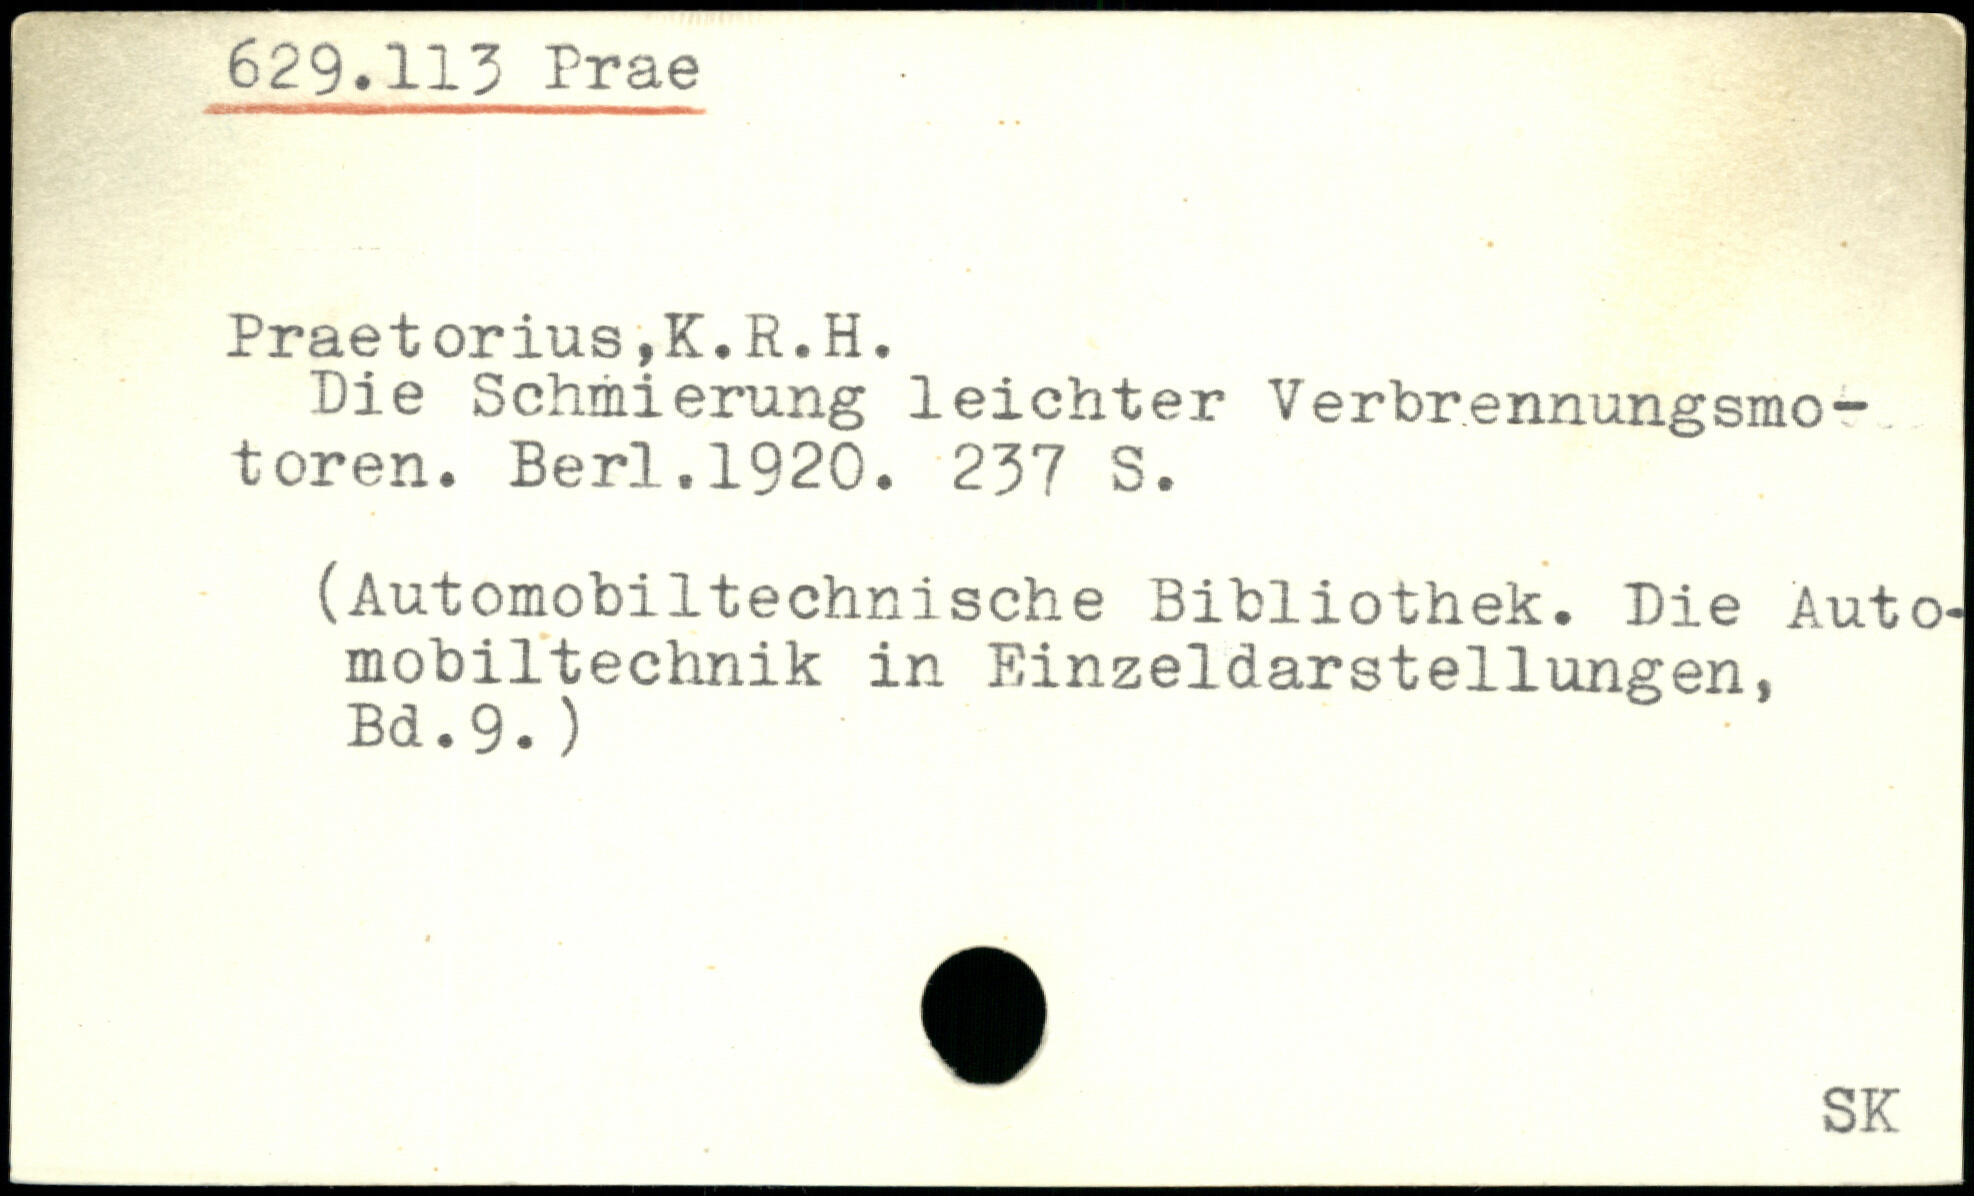 629.113 Prae
Praetorius,K.R.H.
Die Schmierung leichter Verbrennungsmo-
toren. Berl.1920. 237 S.
(Automobiltechnische Bibliothek. Die Auto-
mobiltechnik in Einzeldarstellungen,
Bd.9.)
SK